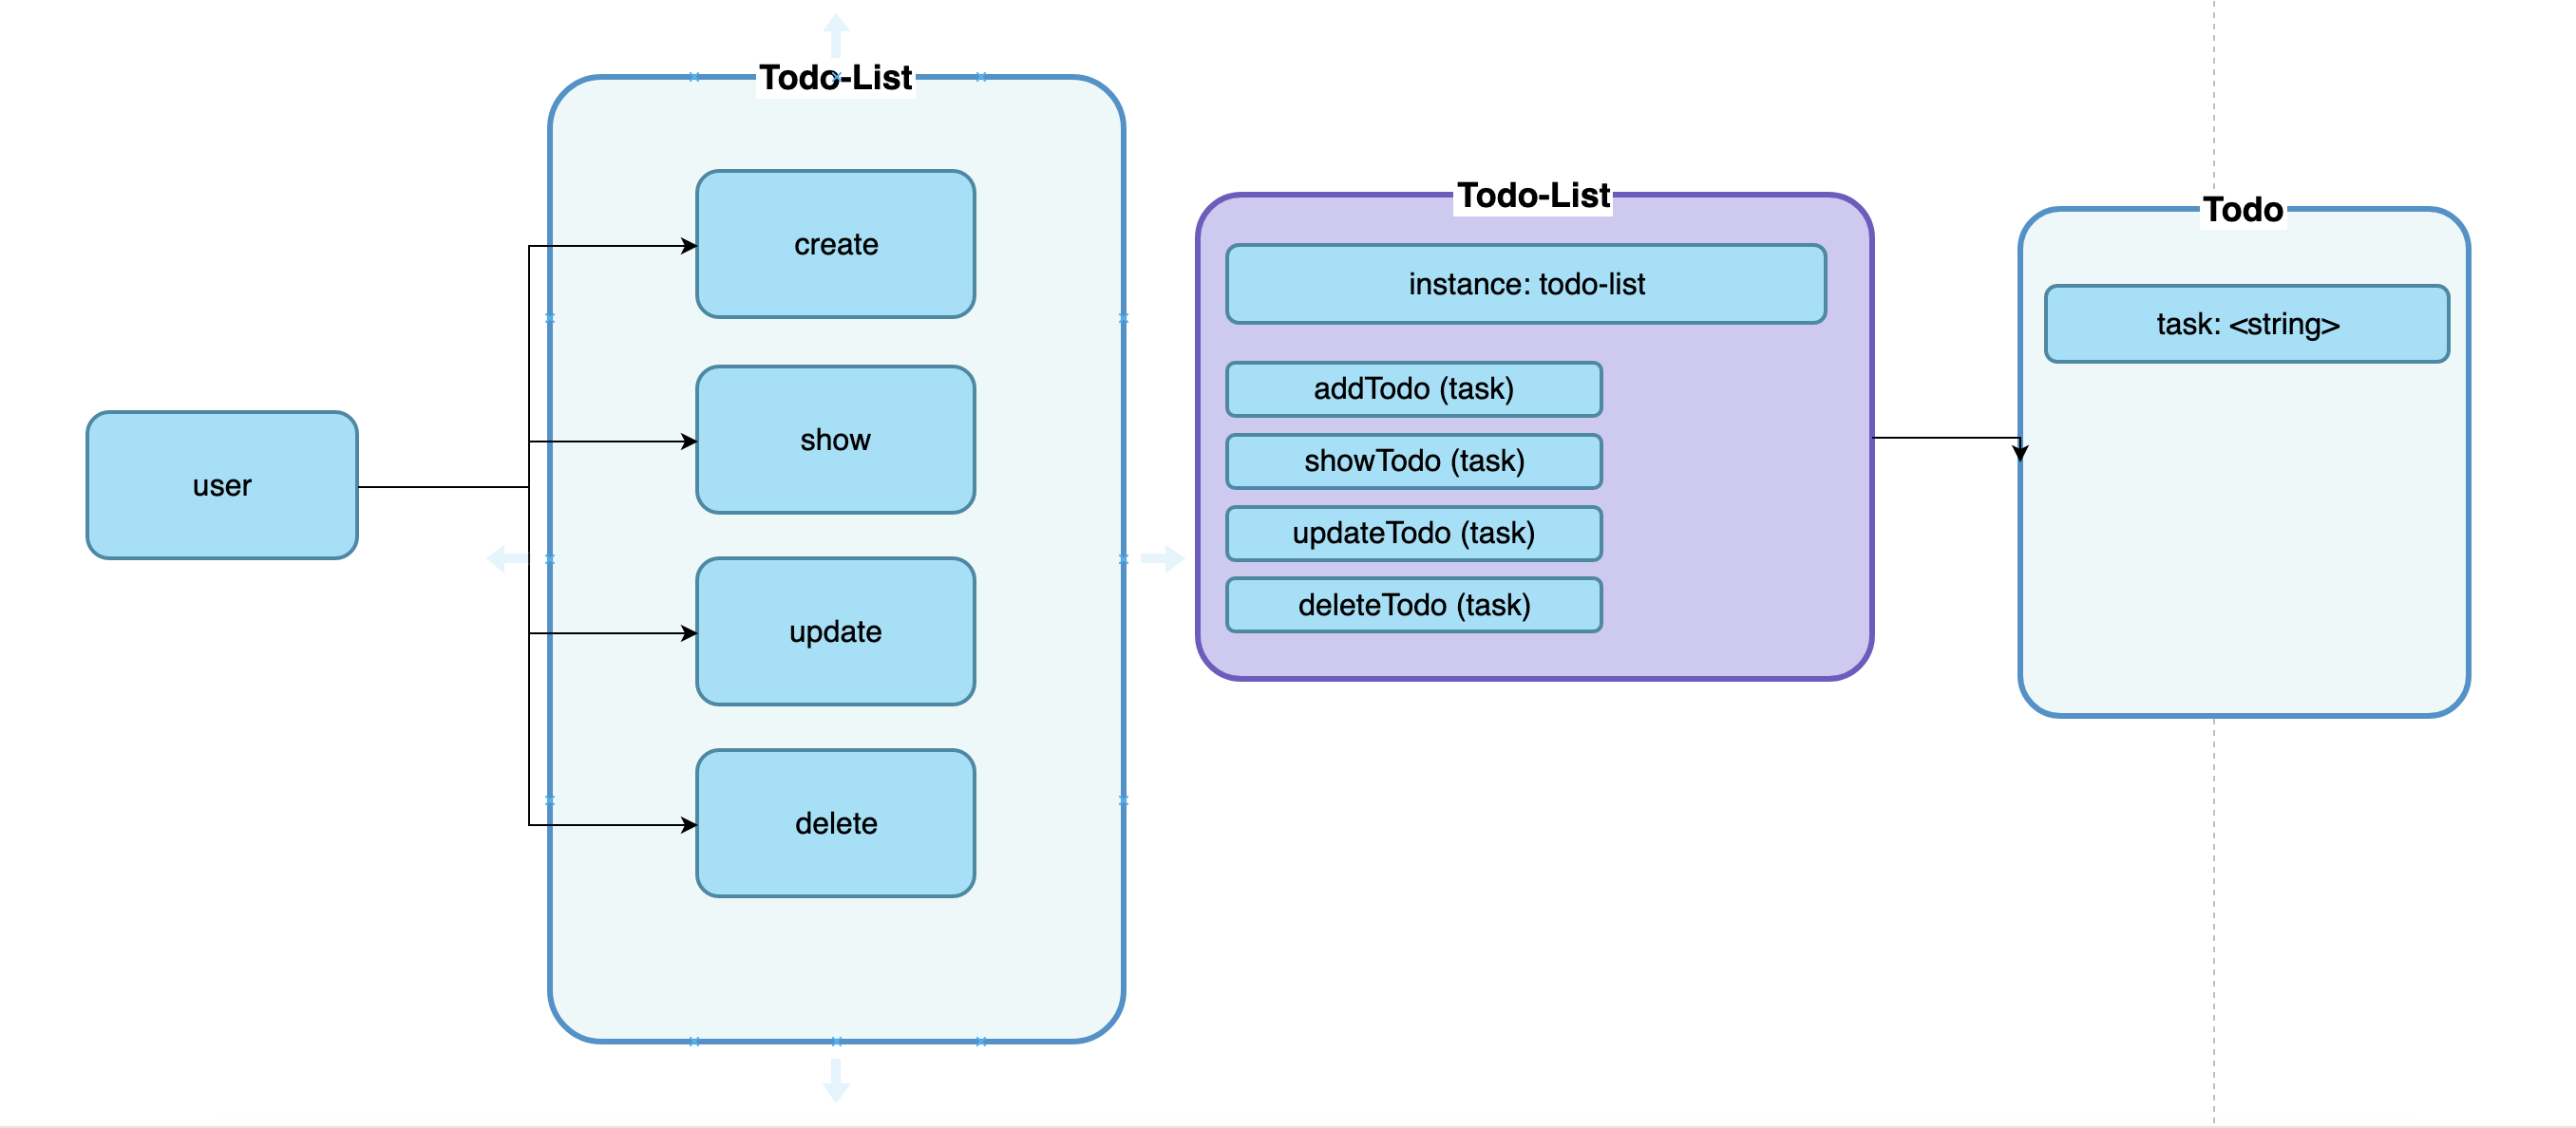 user
Todo-List
create
show
update
delete
Todo-List
instance: todo-list
addTodo (task)
showTodo (task)
updateTodo (task)
deleteTodo (task)
Todo
task: <string>